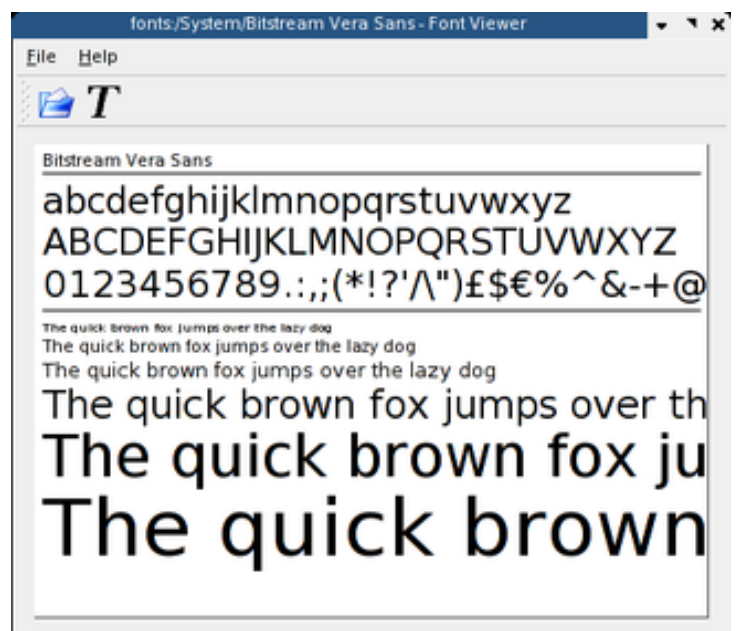 fonts:/System/Bitstream Vera Sans - Font Viewer
File Help
T
Bitstream Vera Sans
abcdefghijklmnopqrstuvwxyz
ABCDEFGHIJKLMNOPQRSTUVWXYZ
0123456789.:,;(*!?'/\")£$€%^&-+@
The quick brown fox jumps over the lazy dog
The quick brown fox jumps over the lazy dog
The quick brown fox jumps over the lazy dog
The quick brown fox jumps over th
The quick brown fox ju
The quick brown